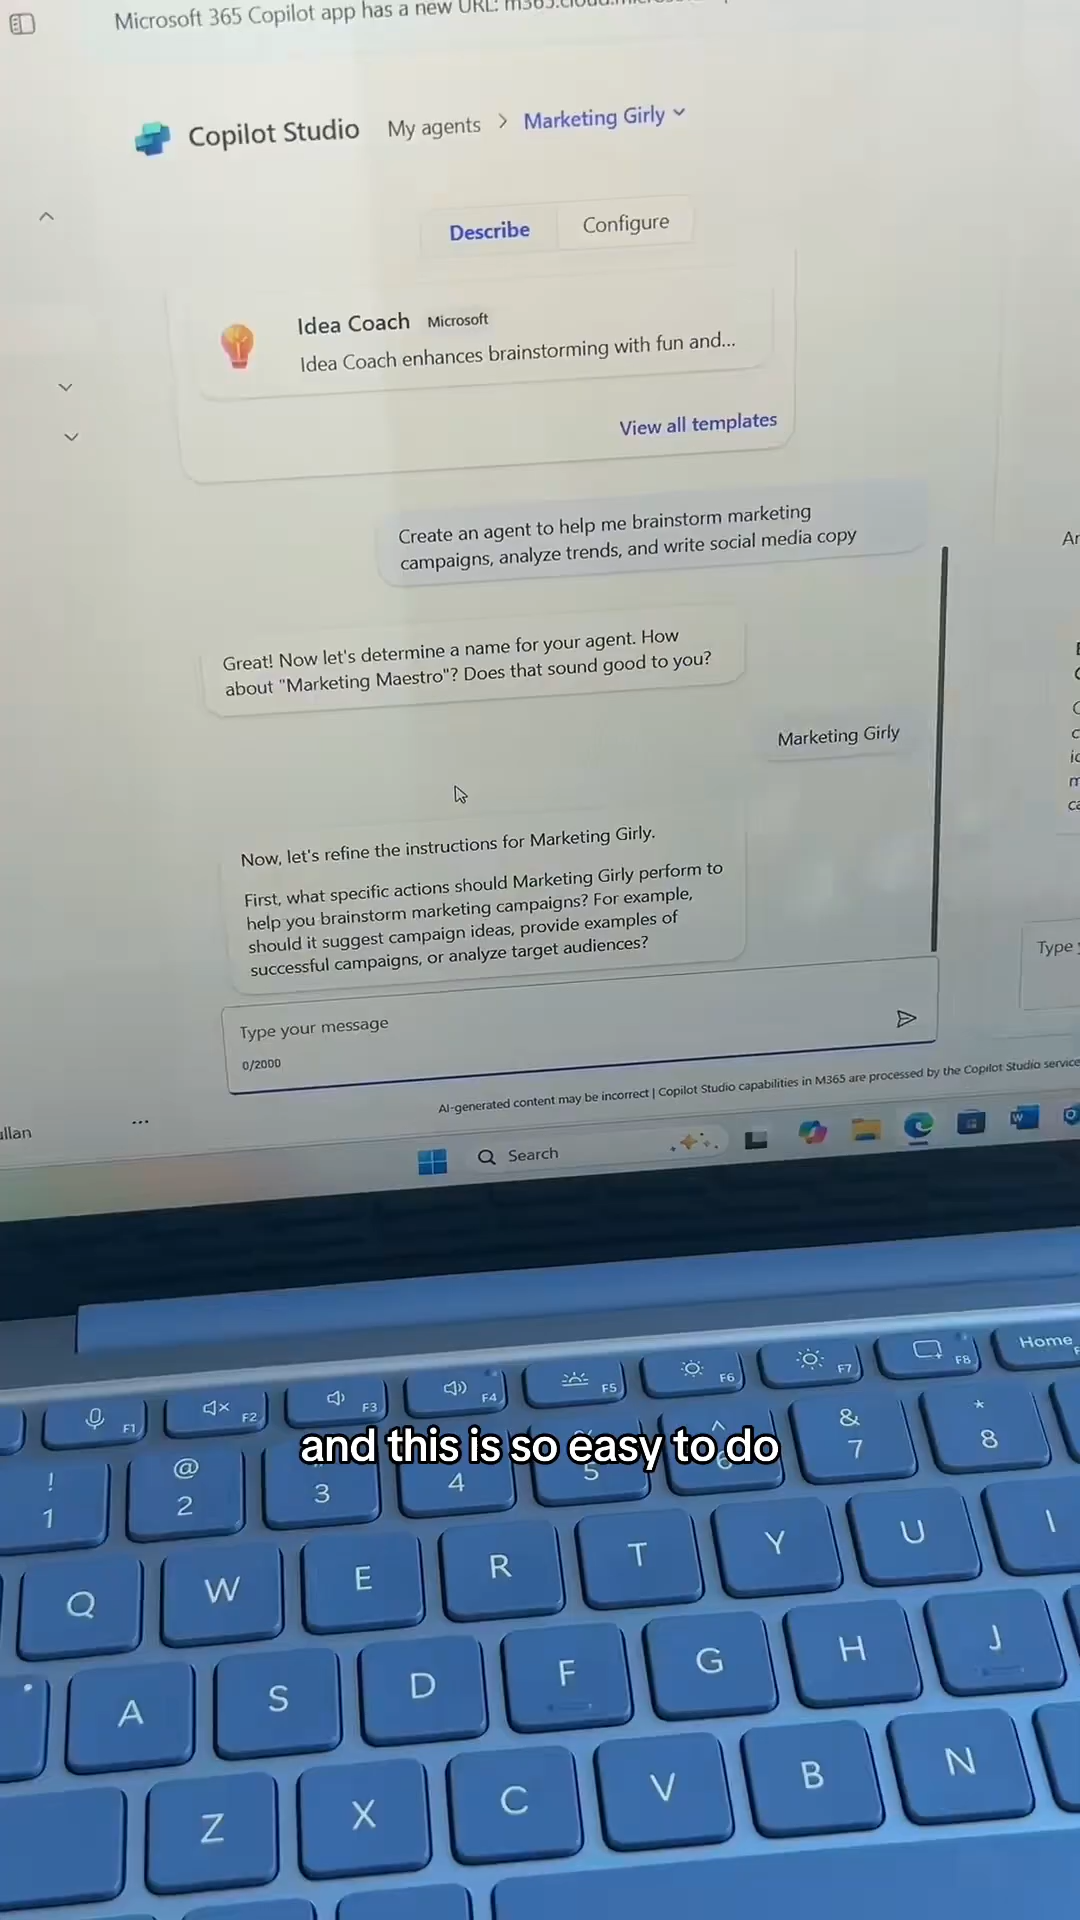 Microsoft 365 Copilot app has a new URL:
Copilot Studio My agents > Marketing Girly
Describe Configure
Idea Coach Microsoft
Idea Coach enhances brainstorming with fun and...
View all templates
Create an agent to help me brainstorm marketing
campaigns, analyze trends, and write social media copy
Great! Now let's determine a name for your agent. How
about "Marketing Maestro"? Does that sound good to you?
Marketing Girly
Now, let's refine the instructions for Marketing Girly.
First, what specific actions should Marketing Girly perform to
help you brainstorm marketing campaigns? For example,
should it suggest campaign ideas, provide examples of
successful campaigns, or analyze target audiences?
Type your message
0/2000
Type
AI-generated content may be incorrect | Copilot Studio capabilities in M365 are processed by the Copilot Studio service
Search
Home
F1 F2 F3 F4 F5 F6 F7 F8
and this is so easy to do
! @ ^ & *
1 2 3 4 5 6 7 8
Q W E R T Y U I
A S D F G H J
Z X C V B N